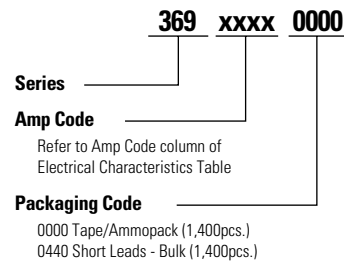 369 xxxx 0000
Series
Amp Code
Refer to Amp Code column of
Electrical Characteristics Table
Packaging Code
0000 Tape/Ammopack (1,400pcs.)
0440 Short Leads - Bulk (1,400pcs.)